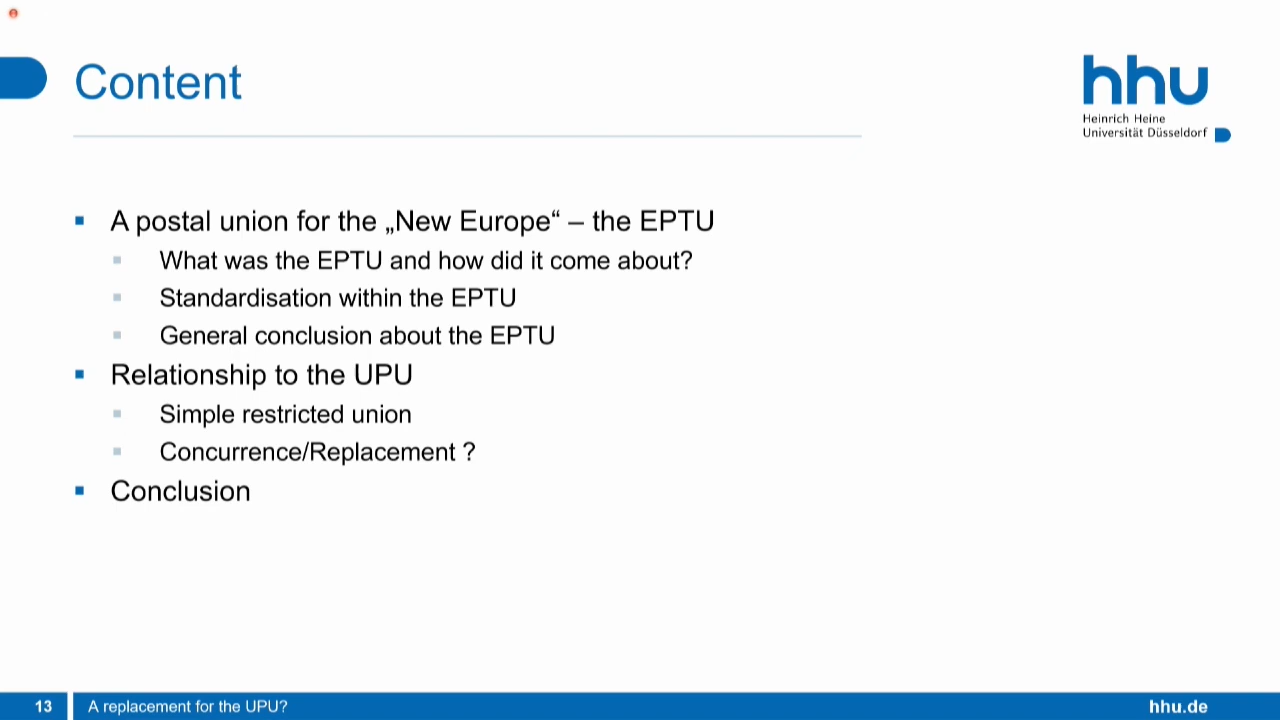 Content
hhu
Heinrich Heine
Universität Düsseldorf
A postal union for the „New Europe“ – the EPTU
What was the EPTU and how did it come about?
Standardisation within the EPTU
General conclusion about the EPTU
Relationship to the UPU
Simple restricted union
Concurrence/Replacement ?
Conclusion
13 A replacement for the UPU? hhu.de